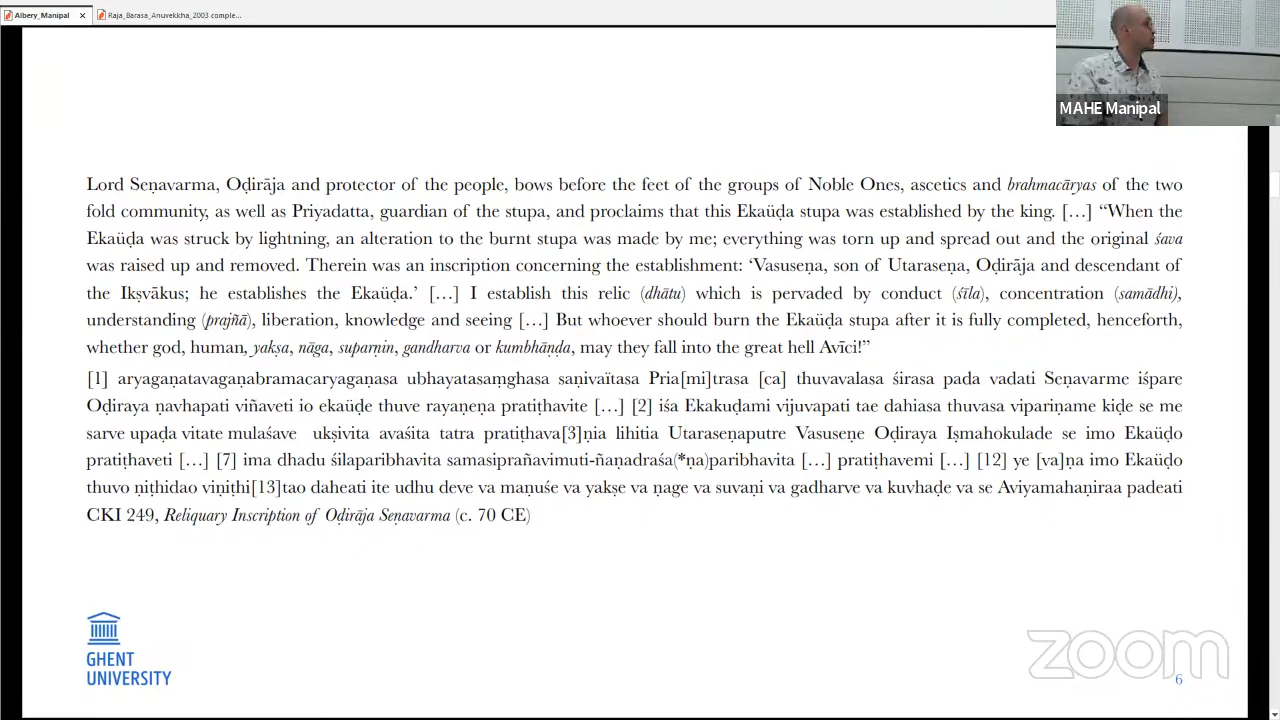 Albery_Manipal
Raja_Barasa_Anuvekkha_2003 comple...
MAHE Manipal
Lord Seṇavarma, Oḍirāja and protector of the people, bows before the feet of the groups of Noble Ones, ascetics and brahmacāryas of the two
fold community, as well as Priyadatta, guardian of the stupa, and proclaims that this Ekaüḍa stupa was established by the king. […] “When the
Ekaüḍa was struck by lightning, an alteration to the burnt stupa was made by me; everything was torn up and spread out and the original śava
was raised up and removed. Therein was an inscription concerning the establishment: ‘Vasuseṇa, son of Utaraseṇa, Oḍirāja and descendant of
the Ikṣvākus; he establishes the Ekaüḍa.’ […] I establish this relic (dhātu) which is pervaded by conduct (śīla), concentration (samādhi),
understanding (prajñā), liberation, knowledge and seeing […] But whoever should burn the Ekaüḍa stupa after it is fully completed, henceforth,
whether god, human, yakṣa, nāga, suparṇin, gandharva or kumbhāṇḍa, may they fall into the great hell Avīci!”
[1] aryagaṇatavagaṇabramacaryagaṇasa ubhayatasaṃghasa saṇivaïtasa Pria[mi]trasa [ca] thuvavalasa śirasa pada vadati Seṇavarme iśpare
Oḍiraya ṇavhapati viñaveti io ekaüḍe thuve rayaṇeṇa pratiṭhavite […] [2] iśa Ekakuḍami vijuvapati tae dahiasa thuvasa vipariṇame kiḍe se me
sarve upaḍa vitate mulaśave ukṣivita avaśita tatra pratiṭhava[3]ṇia lihitia Utaraseṇaputre Vasuseṇe Oḍiraya Iṣmahokulade se imo Ekaüḍo
pratiṭhaveti […] [7] ima dhadu śilaparibhavita samasiprañavimuti-ñaṇadraśa(*ṇa)paribhavita […] pratiṭhavemi […] [12] ye [va]ṇa imo Ekaüḍo
thuvo ṇiṭhidao viṇiṭhi[13]tao daheati ite udhu deve va maṇuśe va yakṣe va ṇage va suvaṇi va gadharve va kuvhaḍe va se Aviyamahaṇiraa padeati
CKI 249, Reliquary Inscription of Oḍirāja Seṇavarma (c. 70 CE)
GHENT
UNIVERSITY
zoom
6